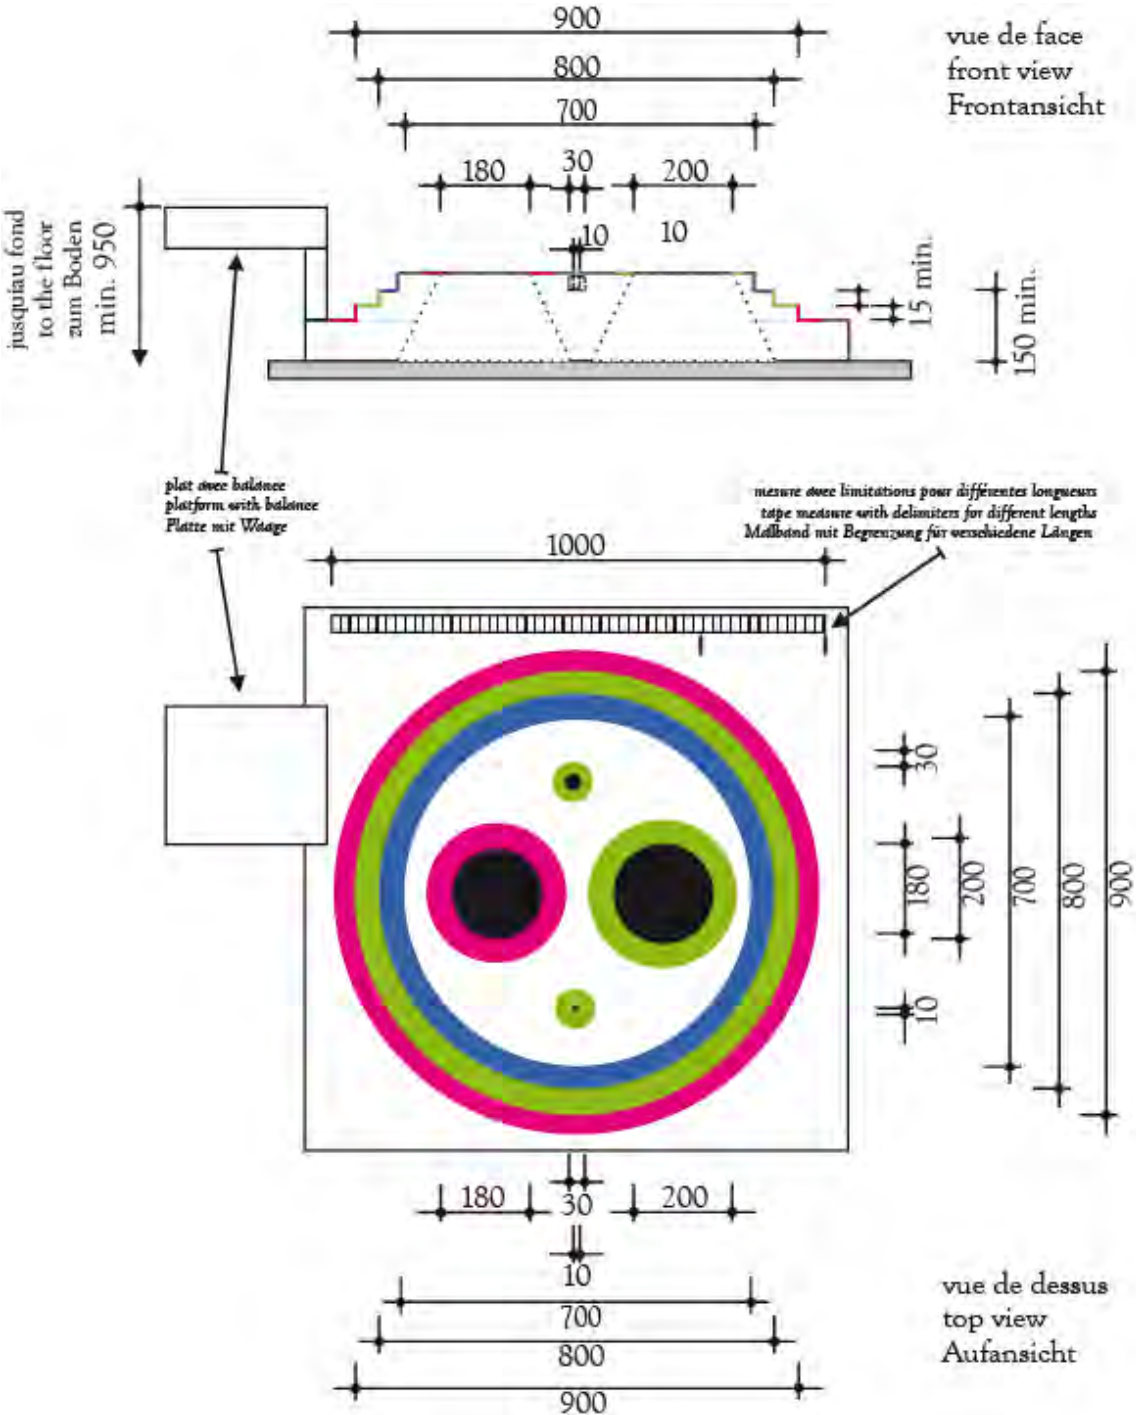 900
vue de face
front view
Frontansicht
800
700
180
30
200
10
10
jusquiau fond
to the floor
zum Boden
min. 950
15 min.
150 min.
plat avec balance
platform with balance
Platte mit Waage
mesure avec limitations pour différentes longueurs
tape measure with delimiters for different lengths
Maßband mit Begrenzung für verschiedene Längen
1000
30
180
200
700
800
900
10
180
30
200
10
700
800
900
vue de dessus
top view
Aufansicht